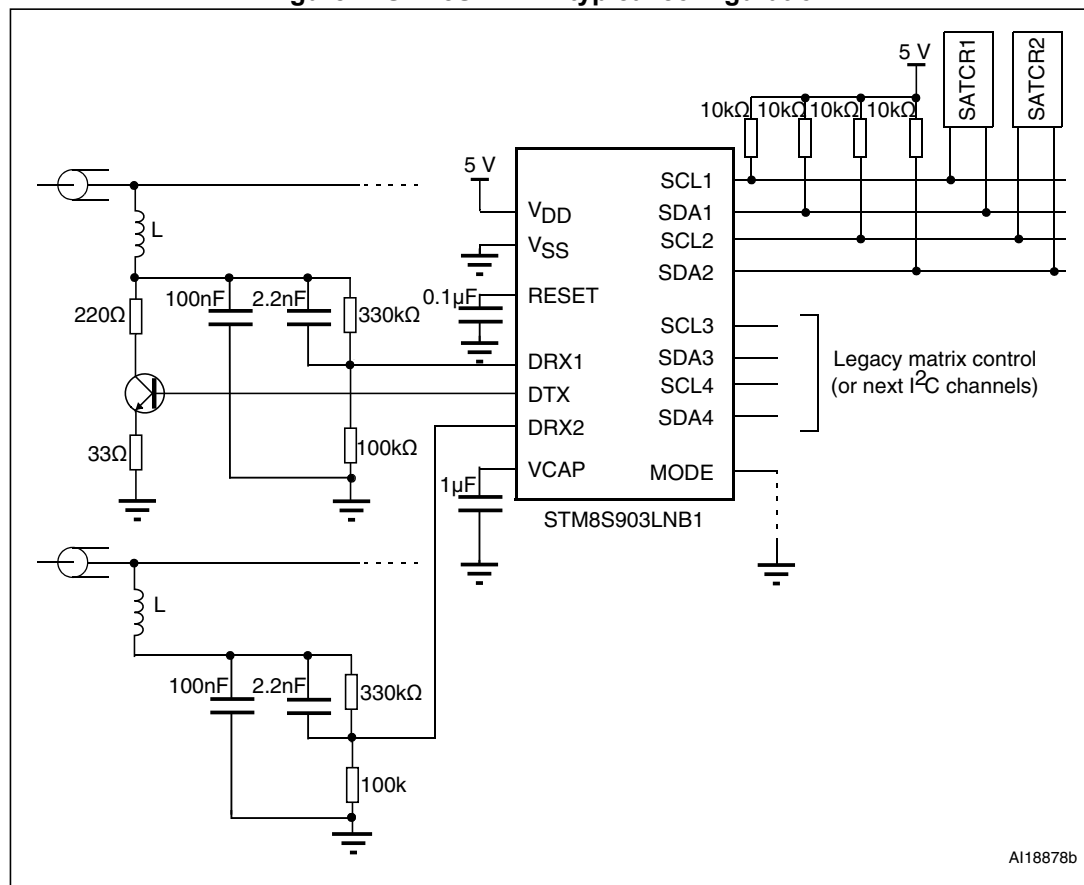 5 V
SATCR1
SATCR2
10kΩ 10kΩ 10kΩ 10kΩ
5 V
L
VDD
VSS
RESET
DRX1
DTX
DRX2
VCAP
SCL1
SDA1
SCL2
SDA2
SCL3
SDA3
SCL4
SDA4
MODE
100nF
2.2nF
330kΩ
0.1µF
220Ω
33Ω
100kΩ
1µF
Legacy matrix control
(or next I2C channels)
STM8S903LNB1
L
100nF
2.2nF
330kΩ
100k
AI18878b